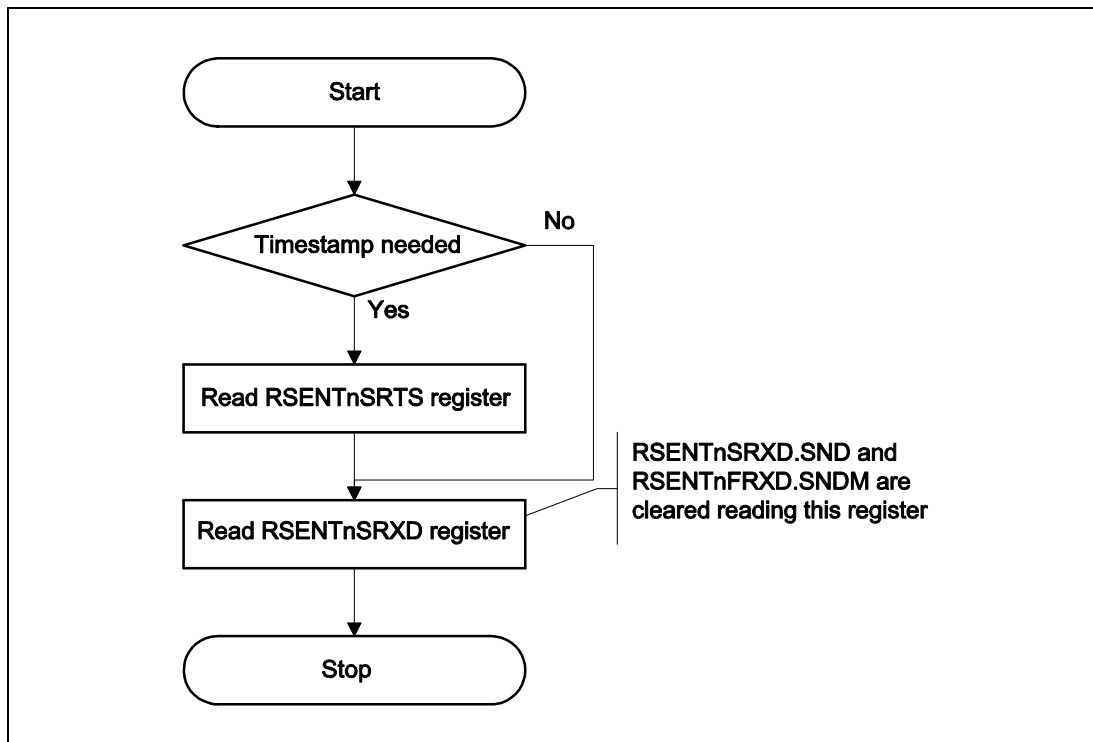 Start
No
Timestamp needed
Yes
Read RSENTnSRTS register
RSENTnSRXD.SND and
RSENTnFRXD.SNDM are
cleared reading this register
Read RSENTnSRXD register
Stop